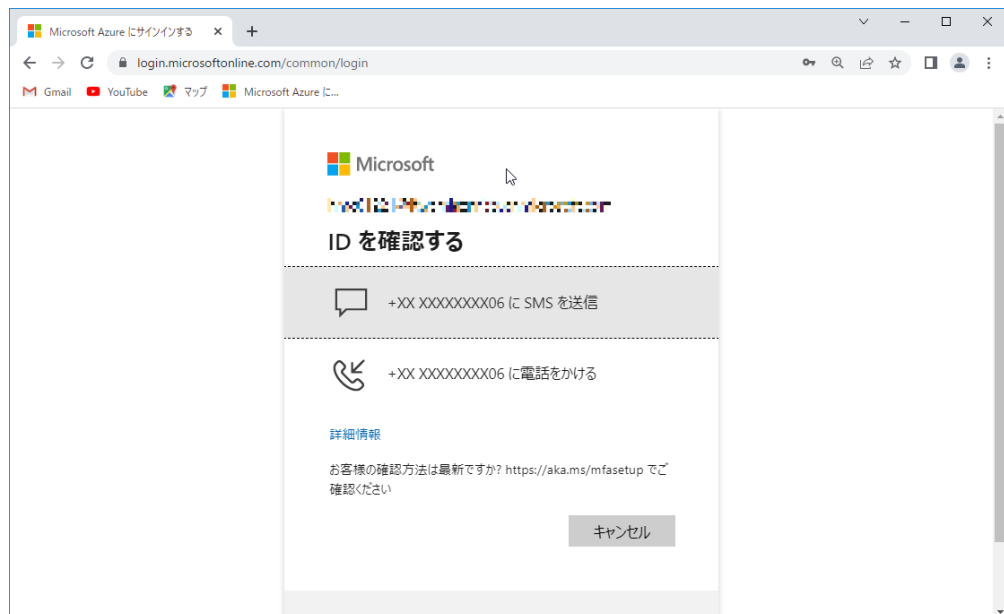 Microsoft Azure にサインインする
login.microsoftonline.com/common/login
Gmail YouTube マップ Microsoft Azure に...
Microsoft
ID を確認する
+XX XXXXXXXX06 に SMS を送信
+XX XXXXXXXX06 に電話をかける
詳細情報
お客様の確認方法は最新ですか? https://aka.ms/mfasetup でご
確認ください
キャンセル